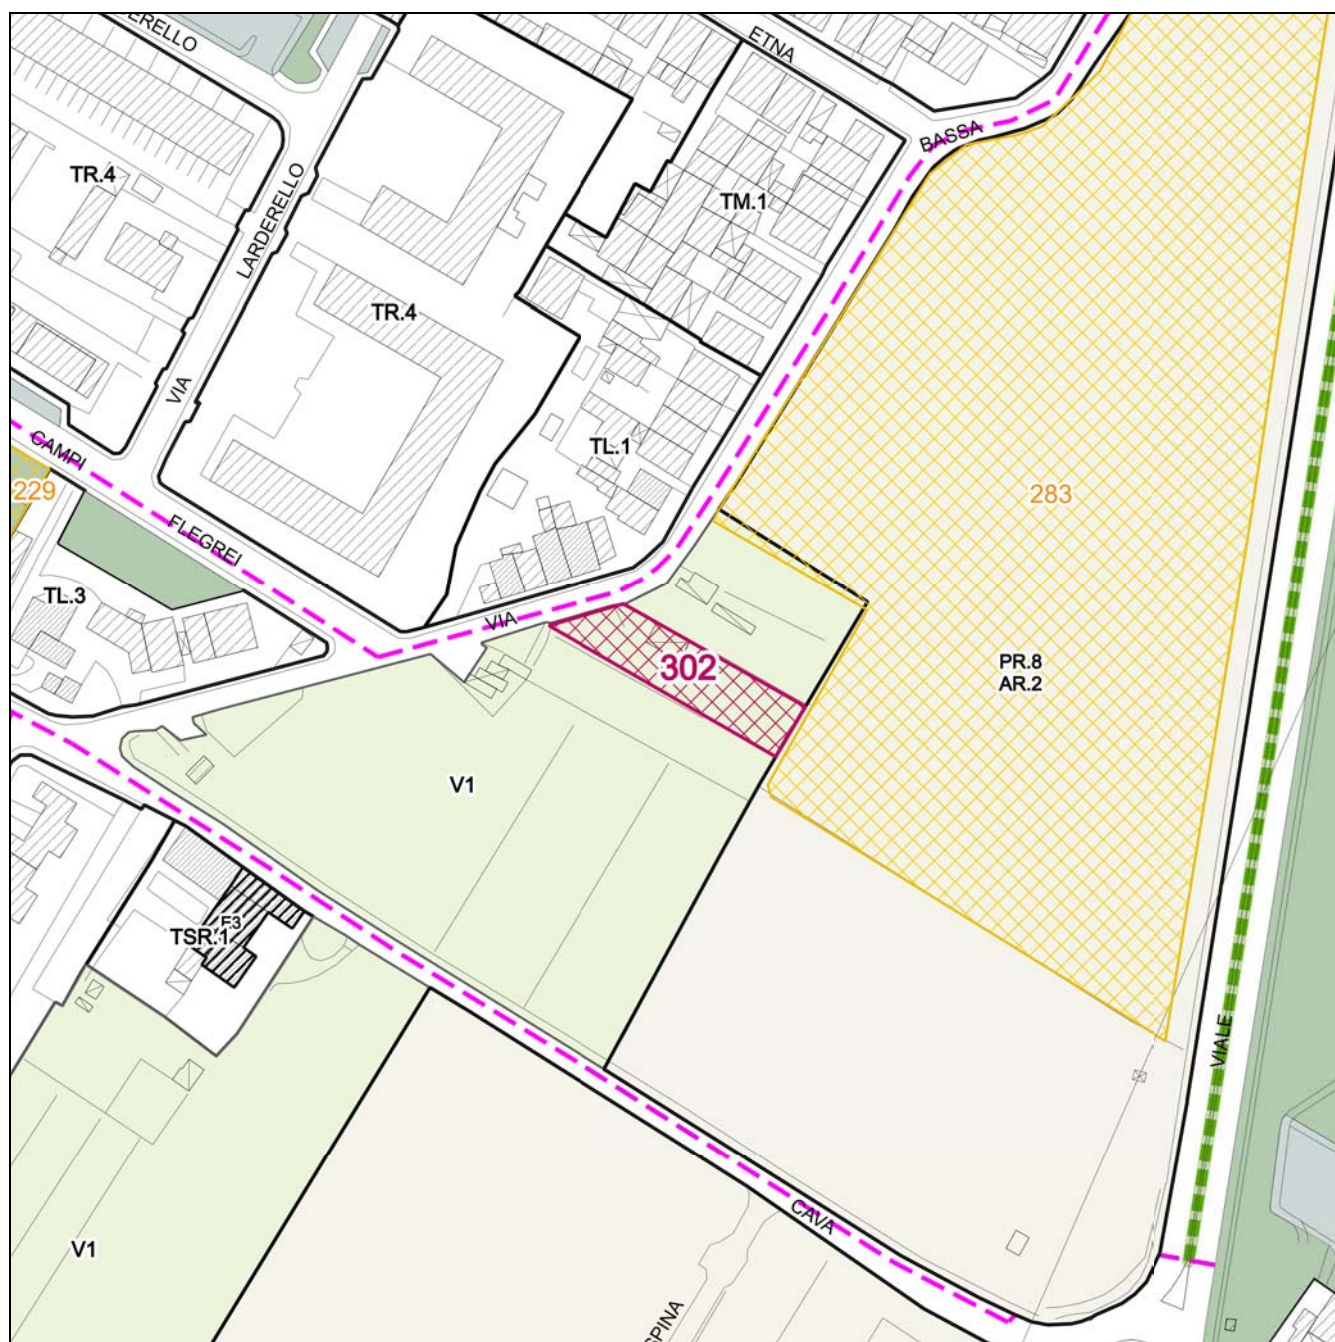 ERELLO
ETNA
BASSA
TR.4
TM.1
LARDERELLO
TR.4
VIA
CAMPI
TL.1
229
283
FLEGREI
TL.3
VIA
302
PR.8
AR.2
V1
F3
TSR.1
VIALE
CAVA
V1
SPINA